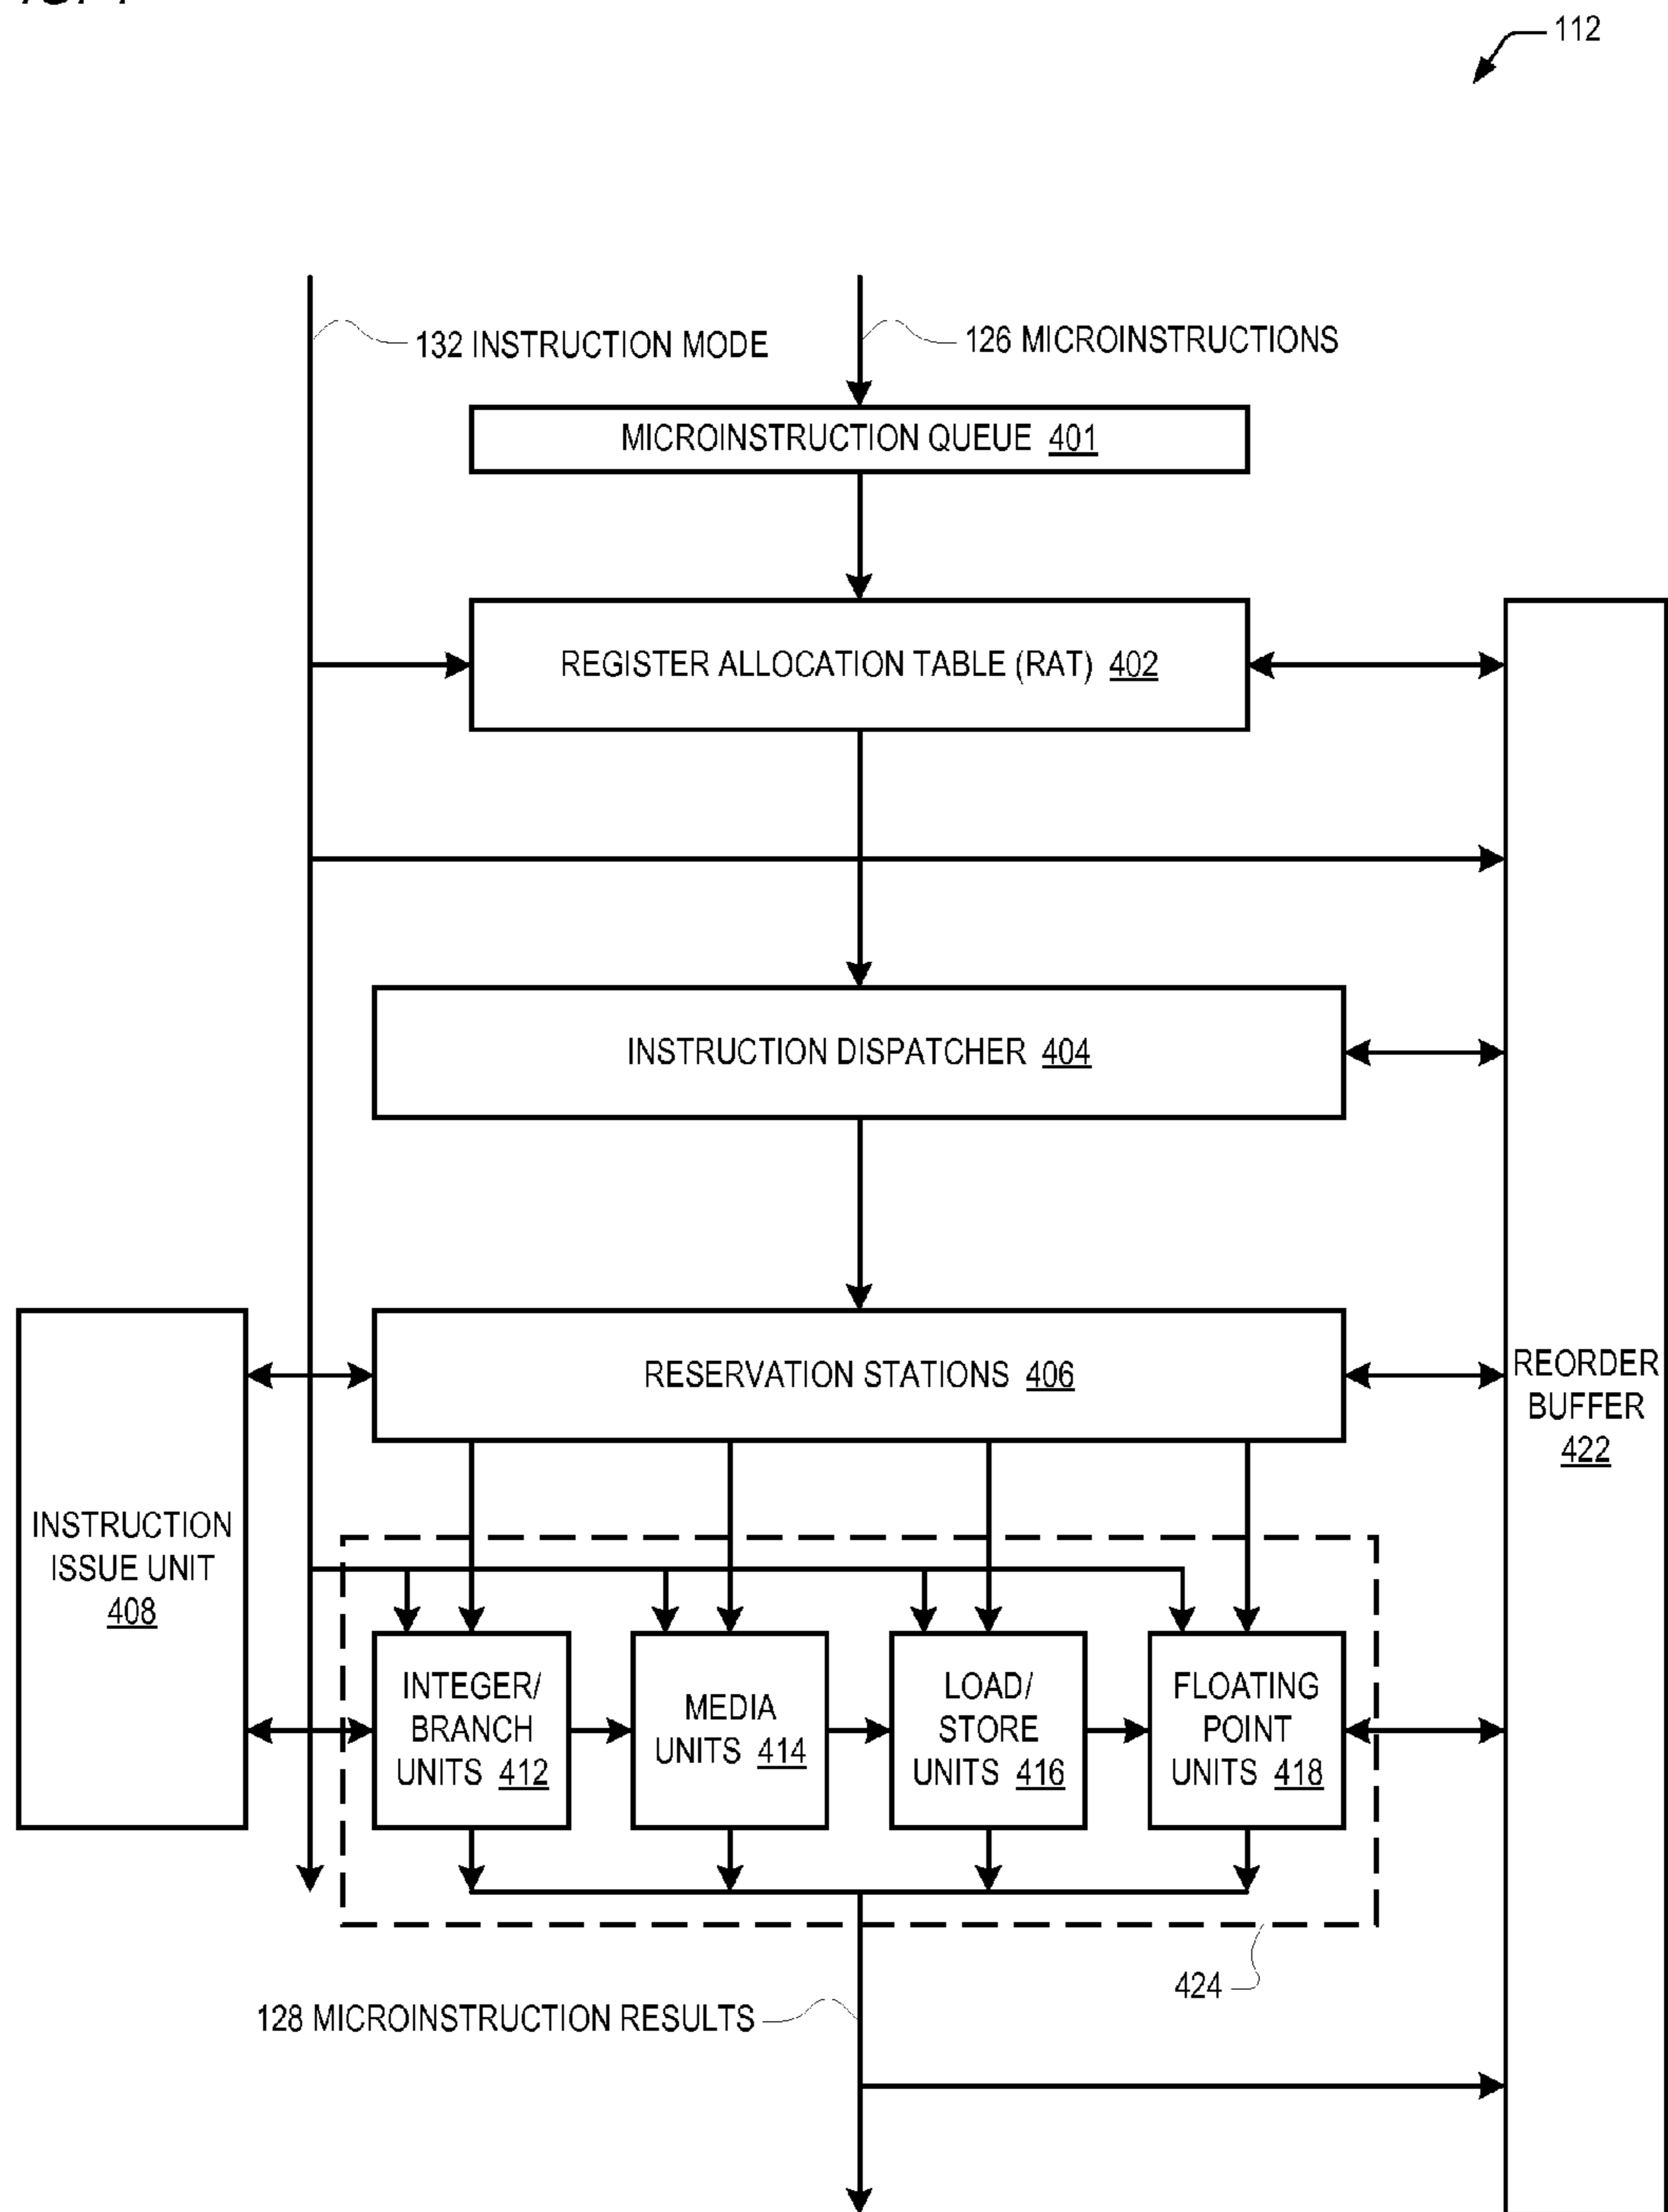 112
132 INSTRUCTION MODE
126 MICROINSTRUCTIONS
MICROINSTRUCTION QUEUE 401
REGISTER ALLOCATION TABLE (RAT) 402
INSTRUCTION DISPATCHER 404
RESERVATION STATIONS 406
REORDER
BUFFER
422
INSTRUCTION
ISSUE UNIT
408
INTEGER/
BRANCH
UNITS 412
MEDIA
UNITS 414
LOAD/
STORE
UNITS 416
FLOATING
POINT
UNITS 418
424
128 MICROINSTRUCTION RESULTS